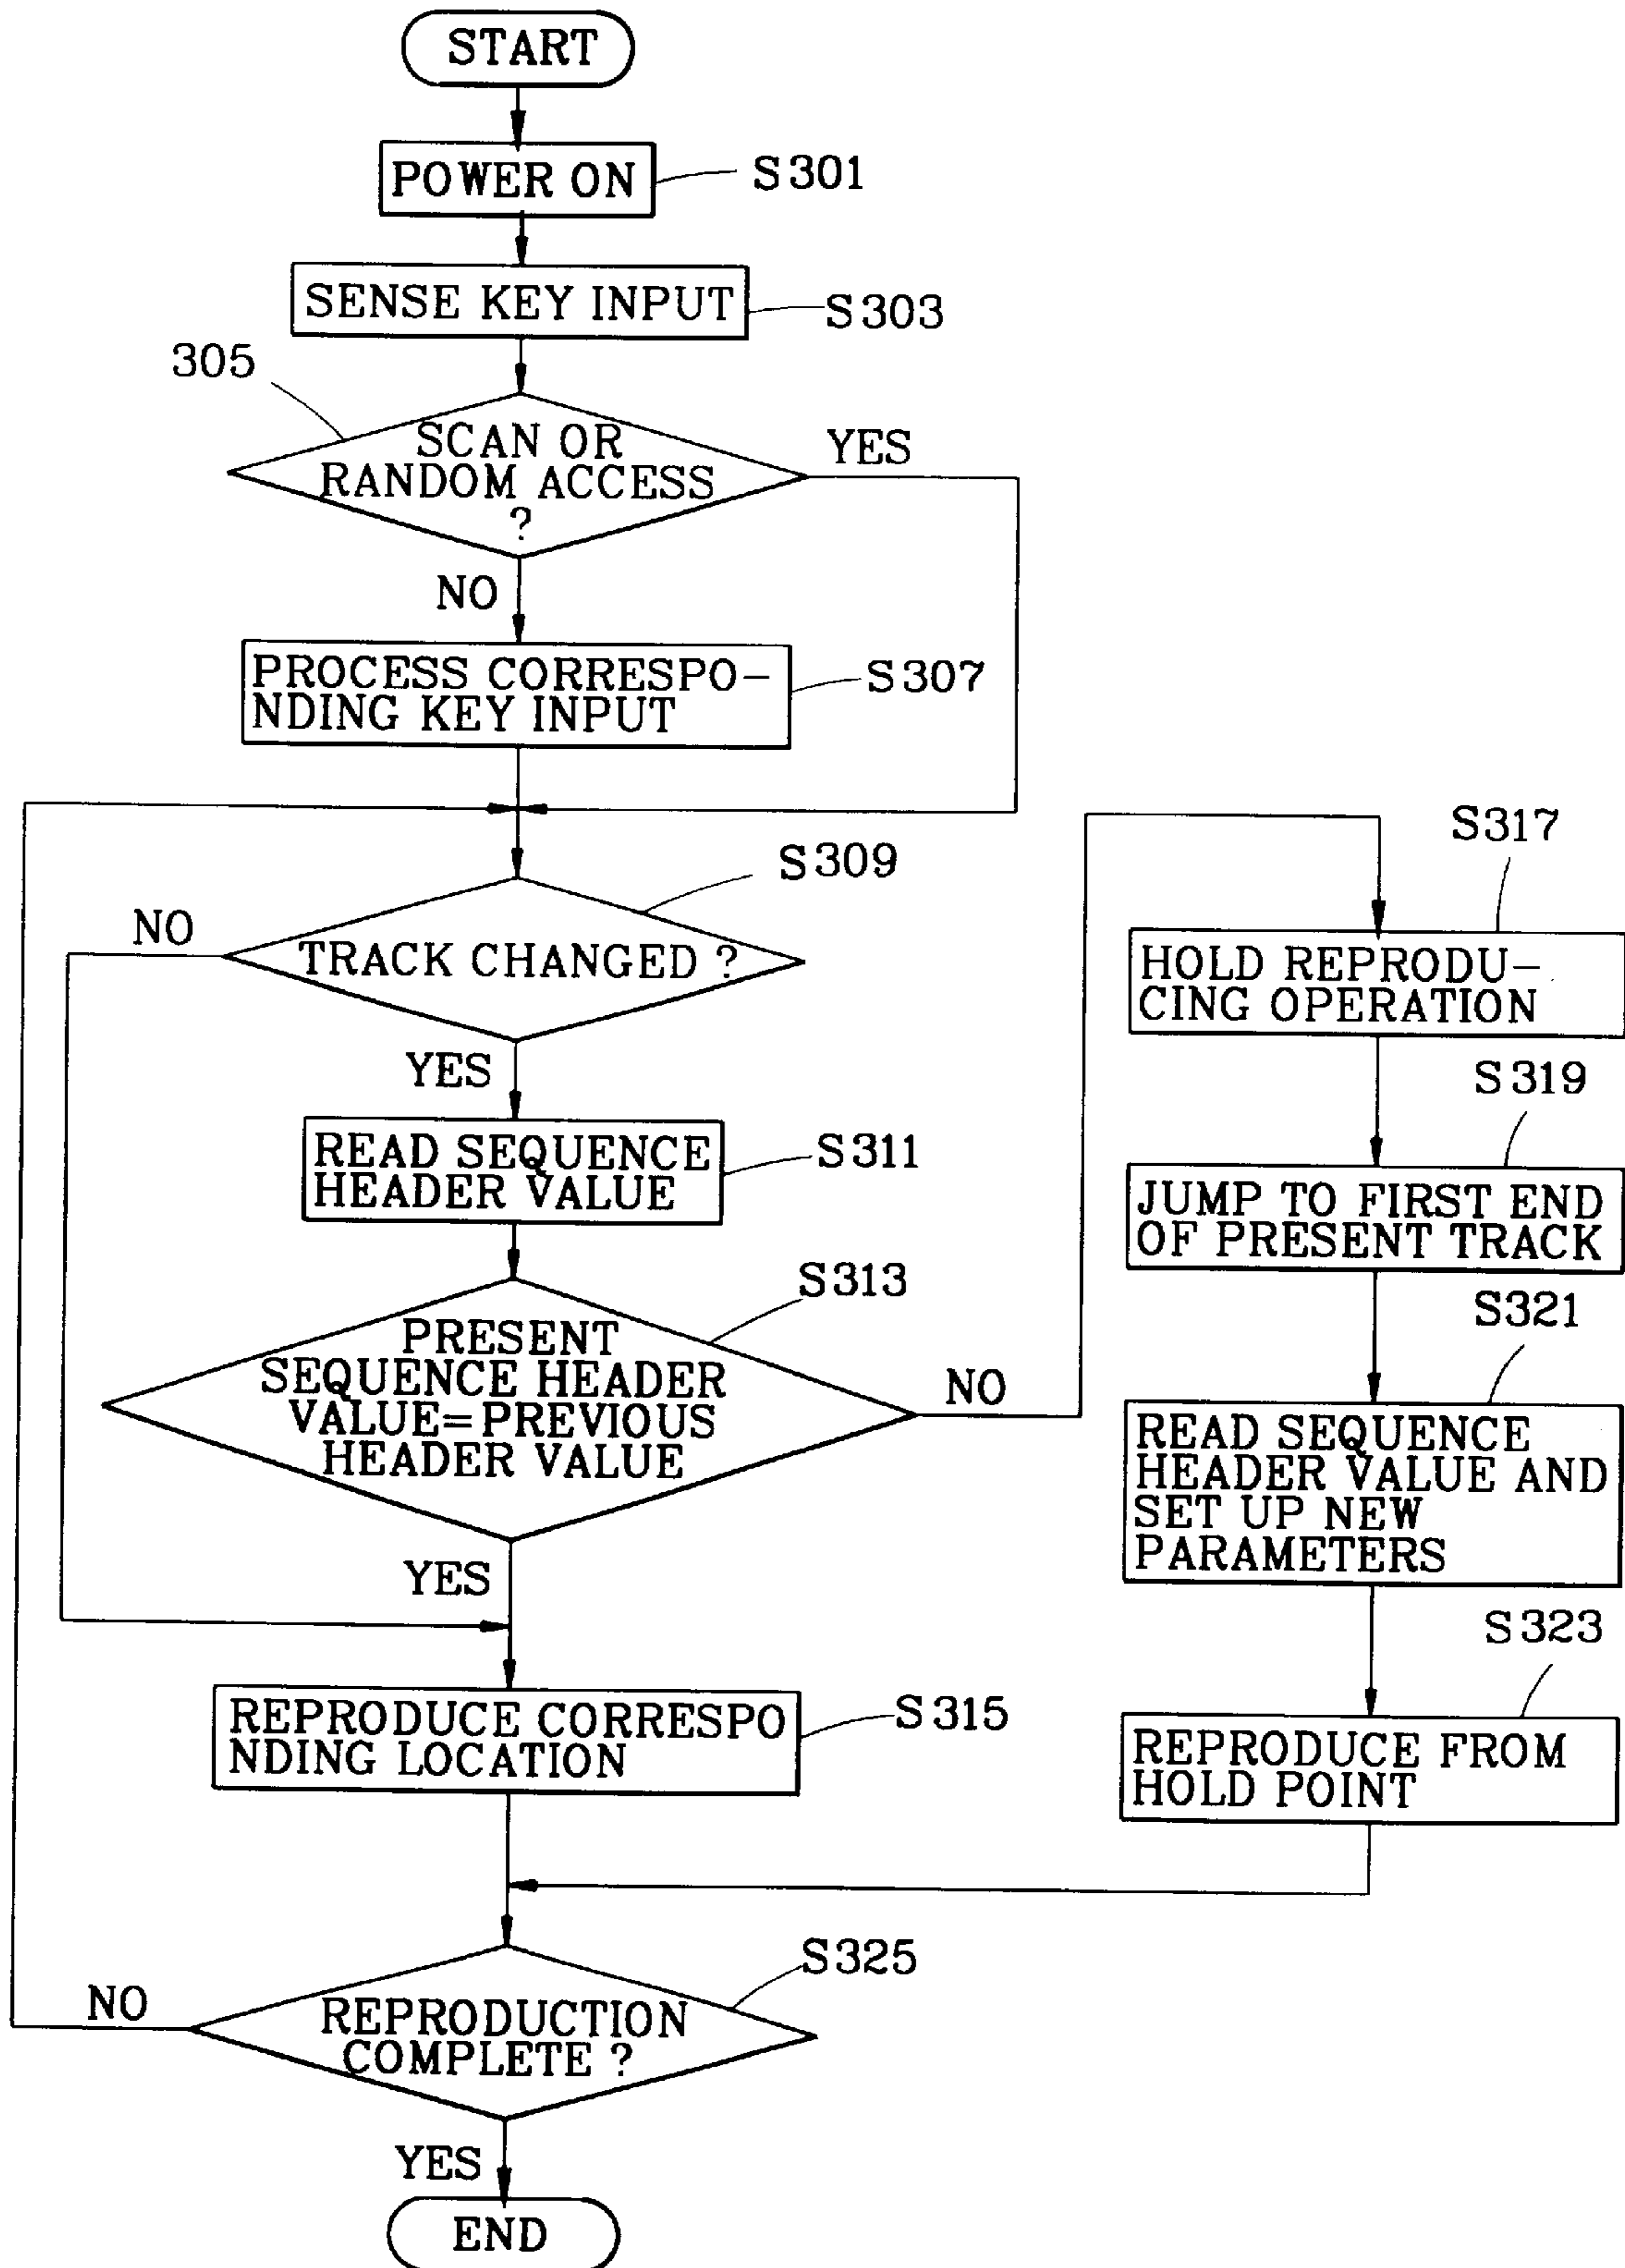 START
POWER ON
S301
SENSE KEY INPUT
S303
305
SCAN OR
RANDOM ACCESS
?
YES
NO
PROCESS CORRESPO-
NDING KEY INPUT
S307
S309
NO
TRACK CHANGED ?
YES
READ SEQUENCE
HEADER VALUE
S311
S313
PRESENT
SEQUENCE HEADER
VALUE=PREVIOUS
HEADER VALUE
NO
YES
REPRODUCE CORRESPO
NDING LOCATION
S315
S317
HOLD REPRODU-
CING OPERATION
S319
JUMP TO FIRST END
OF PRESENT TRACK
S321
READ SEQUENCE
HEADER VALUE AND
SET UP NEW
PARAMETERS
S323
REPRODUCE FROM
HOLD POINT
S325
NO
REPRODUCTION
COMPLETE ?
YES
END